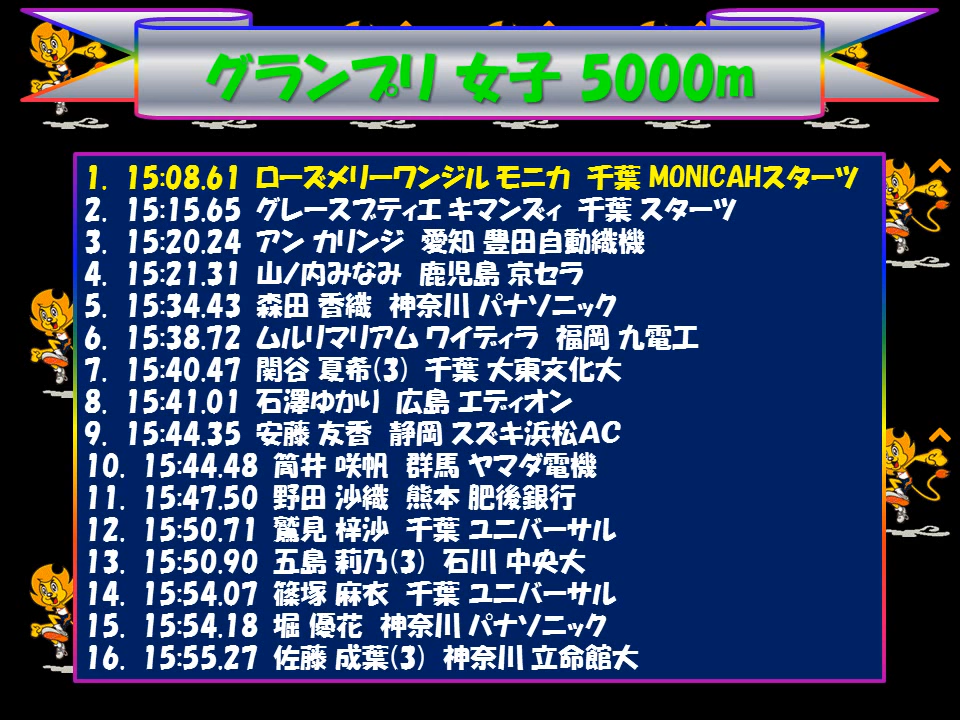 グランプリ 女子 5000m
1. 15:08.61 ローズメリーワンジル モニカ 千葉 MONICAHスターツ
2. 15:15.65 グレースブティエ キマンズィ 千葉 スターツ
3. 15:20.24 アン カリンジ 愛知 豊田自動織機
4. 15:21.31 山ノ内みなみ 鹿児島 京セラ
5. 15:34.43 森田 香織 神奈川 パナソニック
6. 15:38.72 ムルリマリアム ワイディラ 福岡 九電工
7. 15:40.47 関谷 夏希(3) 千葉 大東文化大
8. 15:41.01 石澤ゆかり 広島 エディオン
9. 15:44.35 安藤 友香 静岡 スズキ浜松AC
10. 15:44.48 筒井 咲帆 群馬 ヤマダ電機
11. 15:47.50 野田 沙織 熊本 肥後銀行
12. 15:50.71 鷲見 梓沙 千葉 ユニバーサル
13. 15:50.90 五島 莉乃(3) 石川 中央大
14. 15:54.07 篠塚 麻衣 千葉 ユニバーサル
15. 15:54.18 堀 優花 神奈川 パナソニック
16. 15:55.27 佐藤 成葉(3) 神奈川 立命館大